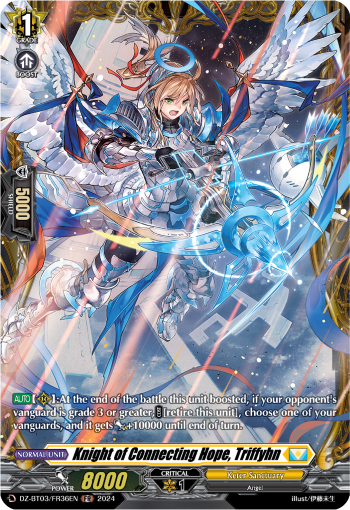 1
GRADE
BOOST
5000
SHIELD
AUTO [RC]:At the end of the battle this unit boosted, if your opponent's
vanguard is grade 3 or greater, COST [retire this unit], choose one of your
vanguards, and it gets +10000 until end of turn.
NORMAL UNIT
Knight of Connecting Hope, Triffyhn
POWER 8000
CRITICAL
1
Keter Sanctuary
Angel
DZ-BT03/FR36EN FR 2024
illust/伊藤未生